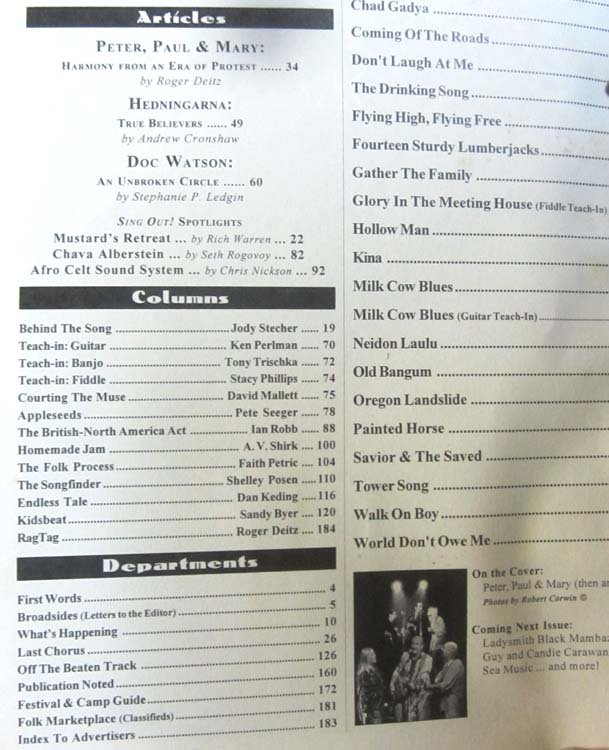 Articles
PETER, PAUL & MARY:
HARMONY FROM AN ERA OF PROTEST ...... 34
by Roger Deitz
HEDNINGARNA:
TRUE BELIEVERS ...... 49
by Andrew Cronshaw
DOC WATSON:
AN UNBROKEN CIRCLE ...... 60
by Stephanie P. Ledgin
SING OUT! SPOTLIGHTS
Mustard's Retreat ... by Rich Warren ... 22
Chava Alberstein ... by Seth Rogovoy ... 82
Afro Celt Sound System ... by Chris Nickson ... 92
Columns
Behind The Song ........ Jody Stecher ..... 19
Teach-in: Guitar ........ Ken Perlman ..... 70
Teach-in: Banjo ........ Tony Trischka ..... 72
Teach-in: Fiddle ........ Stacy Phillips ..... 74
Courting The Muse ........ David Mallett ..... 75
Appleseeds ........ Pete Seeger ..... 78
The British-North America Act ........ Ian Robb ..... 88
Homemade Jam ........ A. V. Shirk .... 100
The Folk Process ........ Faith Petric .... 104
The Songfinder ........ Shelley Posen .... 110
Endless Tale ........ Dan Keding .... 116
Kidsbeat ........ Sandy Byer .... 120
RagTag ........ Roger Deitz .... 184
Departments
First Words ........ 4
Broadsides (Letters to the Editor) ........ 5
What's Happening ........ 10
Last Chorus ........ 26
Off The Beaten Track ........ 126
Publication Noted ........ 160
Festival & Camp Guide ........ 172
Folk Marketplace (Classifieds) ........ 181
Index To Advertisers ........ 183
Chad Gadya ........
Coming Of The Roads ........
Don't Laugh At Me ........
The Drinking Song ........
Flying High, Flying Free ........
Fourteen Sturdy Lumberjacks ........
Gather The Family ........
Glory In The Meeting House (Fiddle Teach-In)
Hollow Man ........
Kina ........
Milk Cow Blues ........
Milk Cow Blues (Guitar Teach-In) ........
Neidon Laulu ........
Old Bangum ........
Oregon Landslide ........
Painted Horse ........
Savior & The Saved ........
Tower Song ........
Walk On Boy ........
World Don't Owe Me ........
On the Cover:
Peter, Paul & Mary (then an
Photos by Robert Corwin ©
Coming Next Issue:
Ladysmith Black Mambaz
Guy and Candie Carawan
Sea Music ... and more!